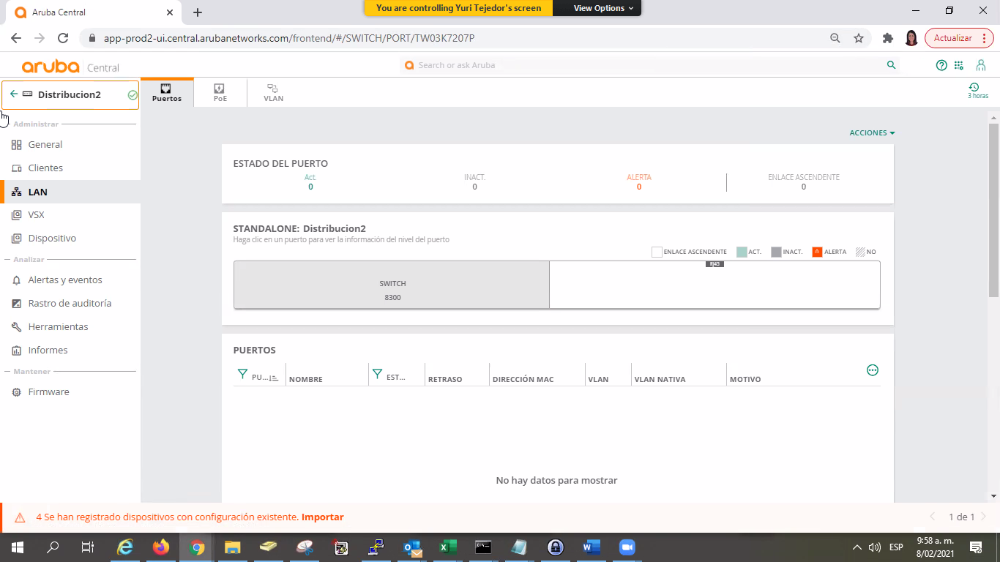 Aruba Central
You are controlling Yuri Tejedor's screen
View Options
app-prod2-ui.central.arubanetworks.com/frontend/#/SWITCH/PORT/TW03K7207P
Actualizar
aruba Central
Search or ask Aruba
3 horas
Distribucion2
Puertos
PoE
VLAN
Administrar
General
Clientes
LAN
VSX
Dispositivo
Analizar
Alertas y eventos
Rastro de auditoría
Herramientas
Informes
Mantener
Firmware
ACCIONES
ESTADO DEL PUERTO
Act. INACT. ALERTA ENLACE ASCENDENTE
0 0 0 0
STANDALONE: Distribucion2
Haga clic en un puerto para ver la información del nivel del puerto
ENLACE ASCENDENTE ACT. INACT. ALERTA NO
RJ45
SWITCH
8300
PUERTOS
PU... NOMBRE EST... RETRASO DIRECCIÓN MAC VLAN VLAN NATIVA MOTIVO
No hay datos para mostrar
4 Se han registrado dispositivos con configuración existente. Importar
1 de 1
ESP
9:58 a. m.
8/02/2021